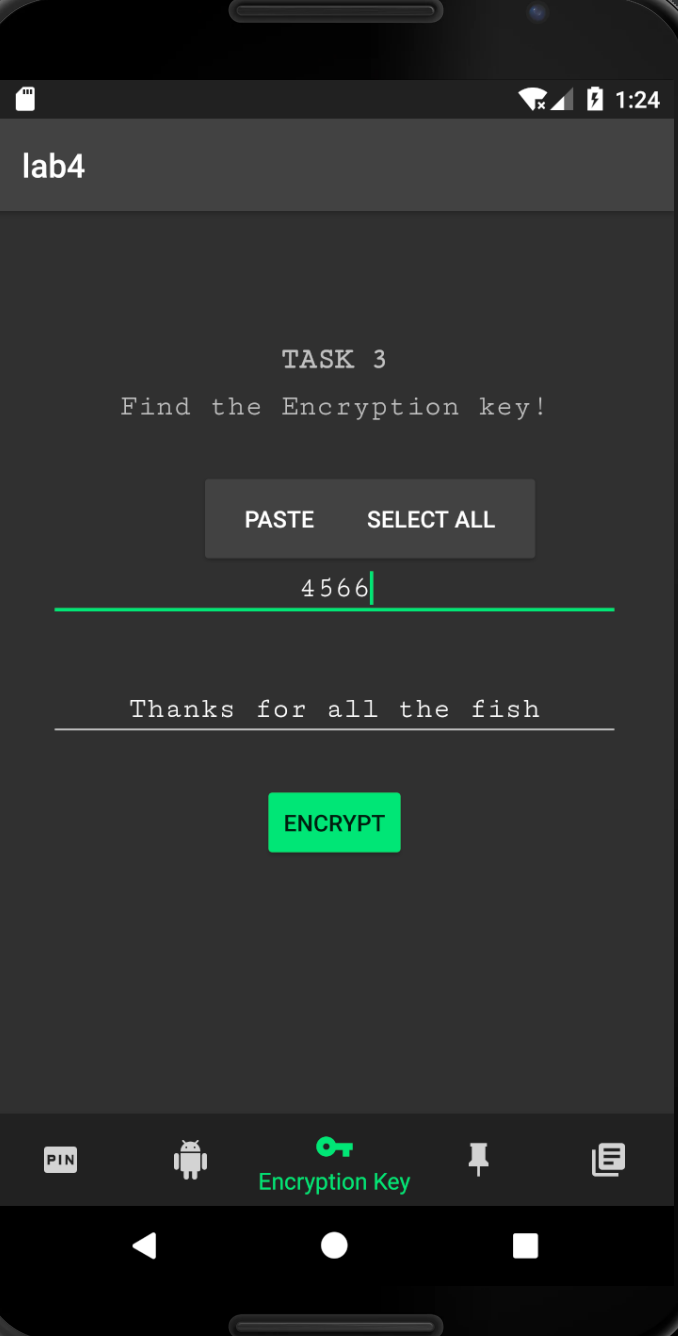 1:24
lab4
TASK 3
Find the Encryption key!
PASTE SELECT ALL
4566
Thanks for all the fish
ENCRYPT
PIN
Encryption Key